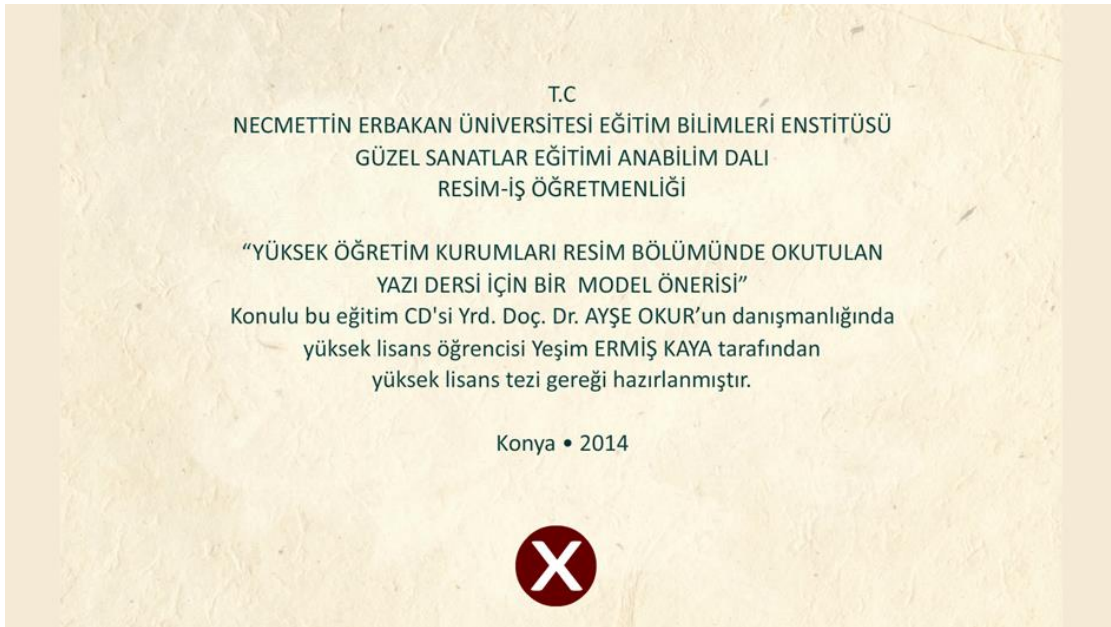 T.C
NECMETTİN ERBAKAN ÜNİVERSİTESİ EĞİTİM BİLİMLERİ ENSTİTÜSÜ
GÜZEL SANATLAR EĞİTİMİ ANABİLİM DALI
RESİM-İŞ ÖĞRETMENLİĞİ
“YÜKSEK ÖĞRETİM KURUMLARI RESİM BÖLÜMÜNDE OKUTULAN
YAZI DERSİ İÇİN BİR  MODEL ÖNERİSİ”
Konulu bu eğitim CD'si Yrd. Doç. Dr. AYŞE OKUR’un danışmanlığında
yüksek lisans öğrencisi Yeşim ERMİŞ KAYA tarafından
yüksek lisans tezi gereği hazırlanmıştır.
Konya • 2014
X